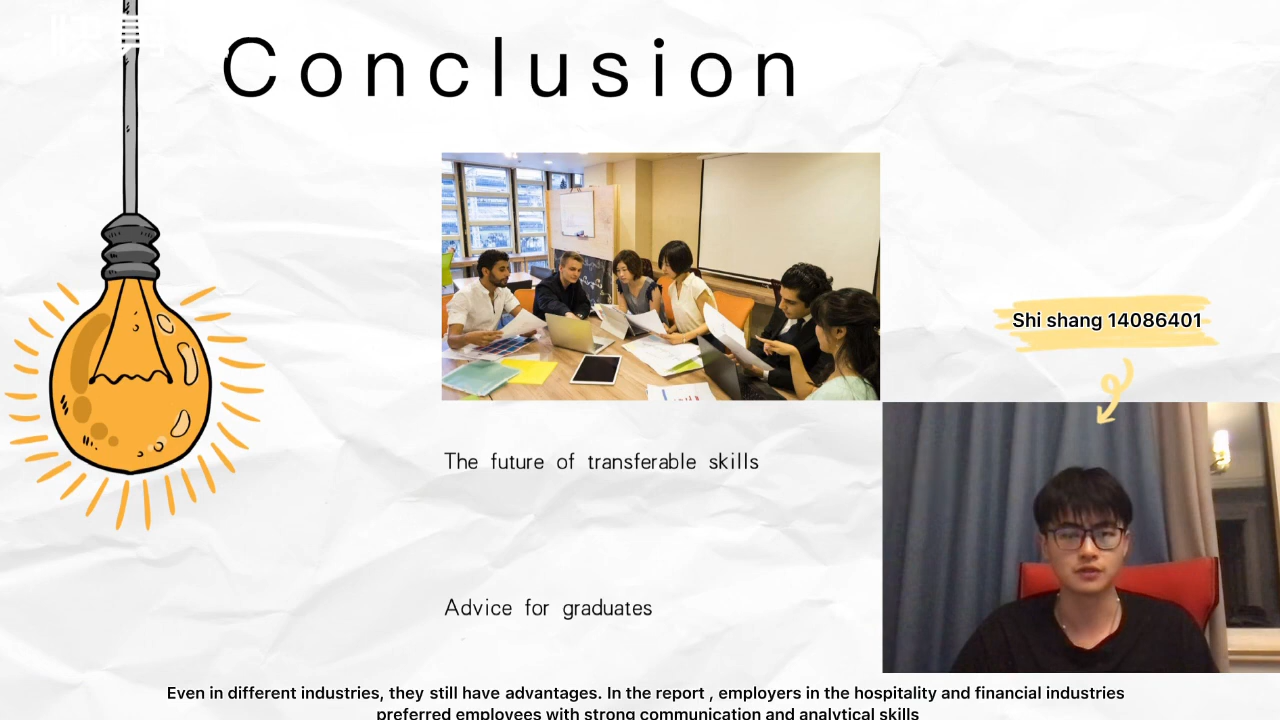 Conclusion
Shi shang 14086401
The future of transferable skills
Advice for graduates
Even in different industries, they still have advantages. In the report , employers in the hospitality and financial industries
preferred employees with strong communication and analytical skills